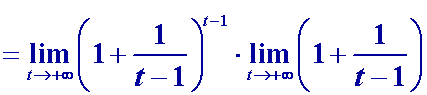 = lim_{t→+∞} (1 + 1/(t−1))^{t−1} · lim_{t→+∞} (1 + 1/(t−1))